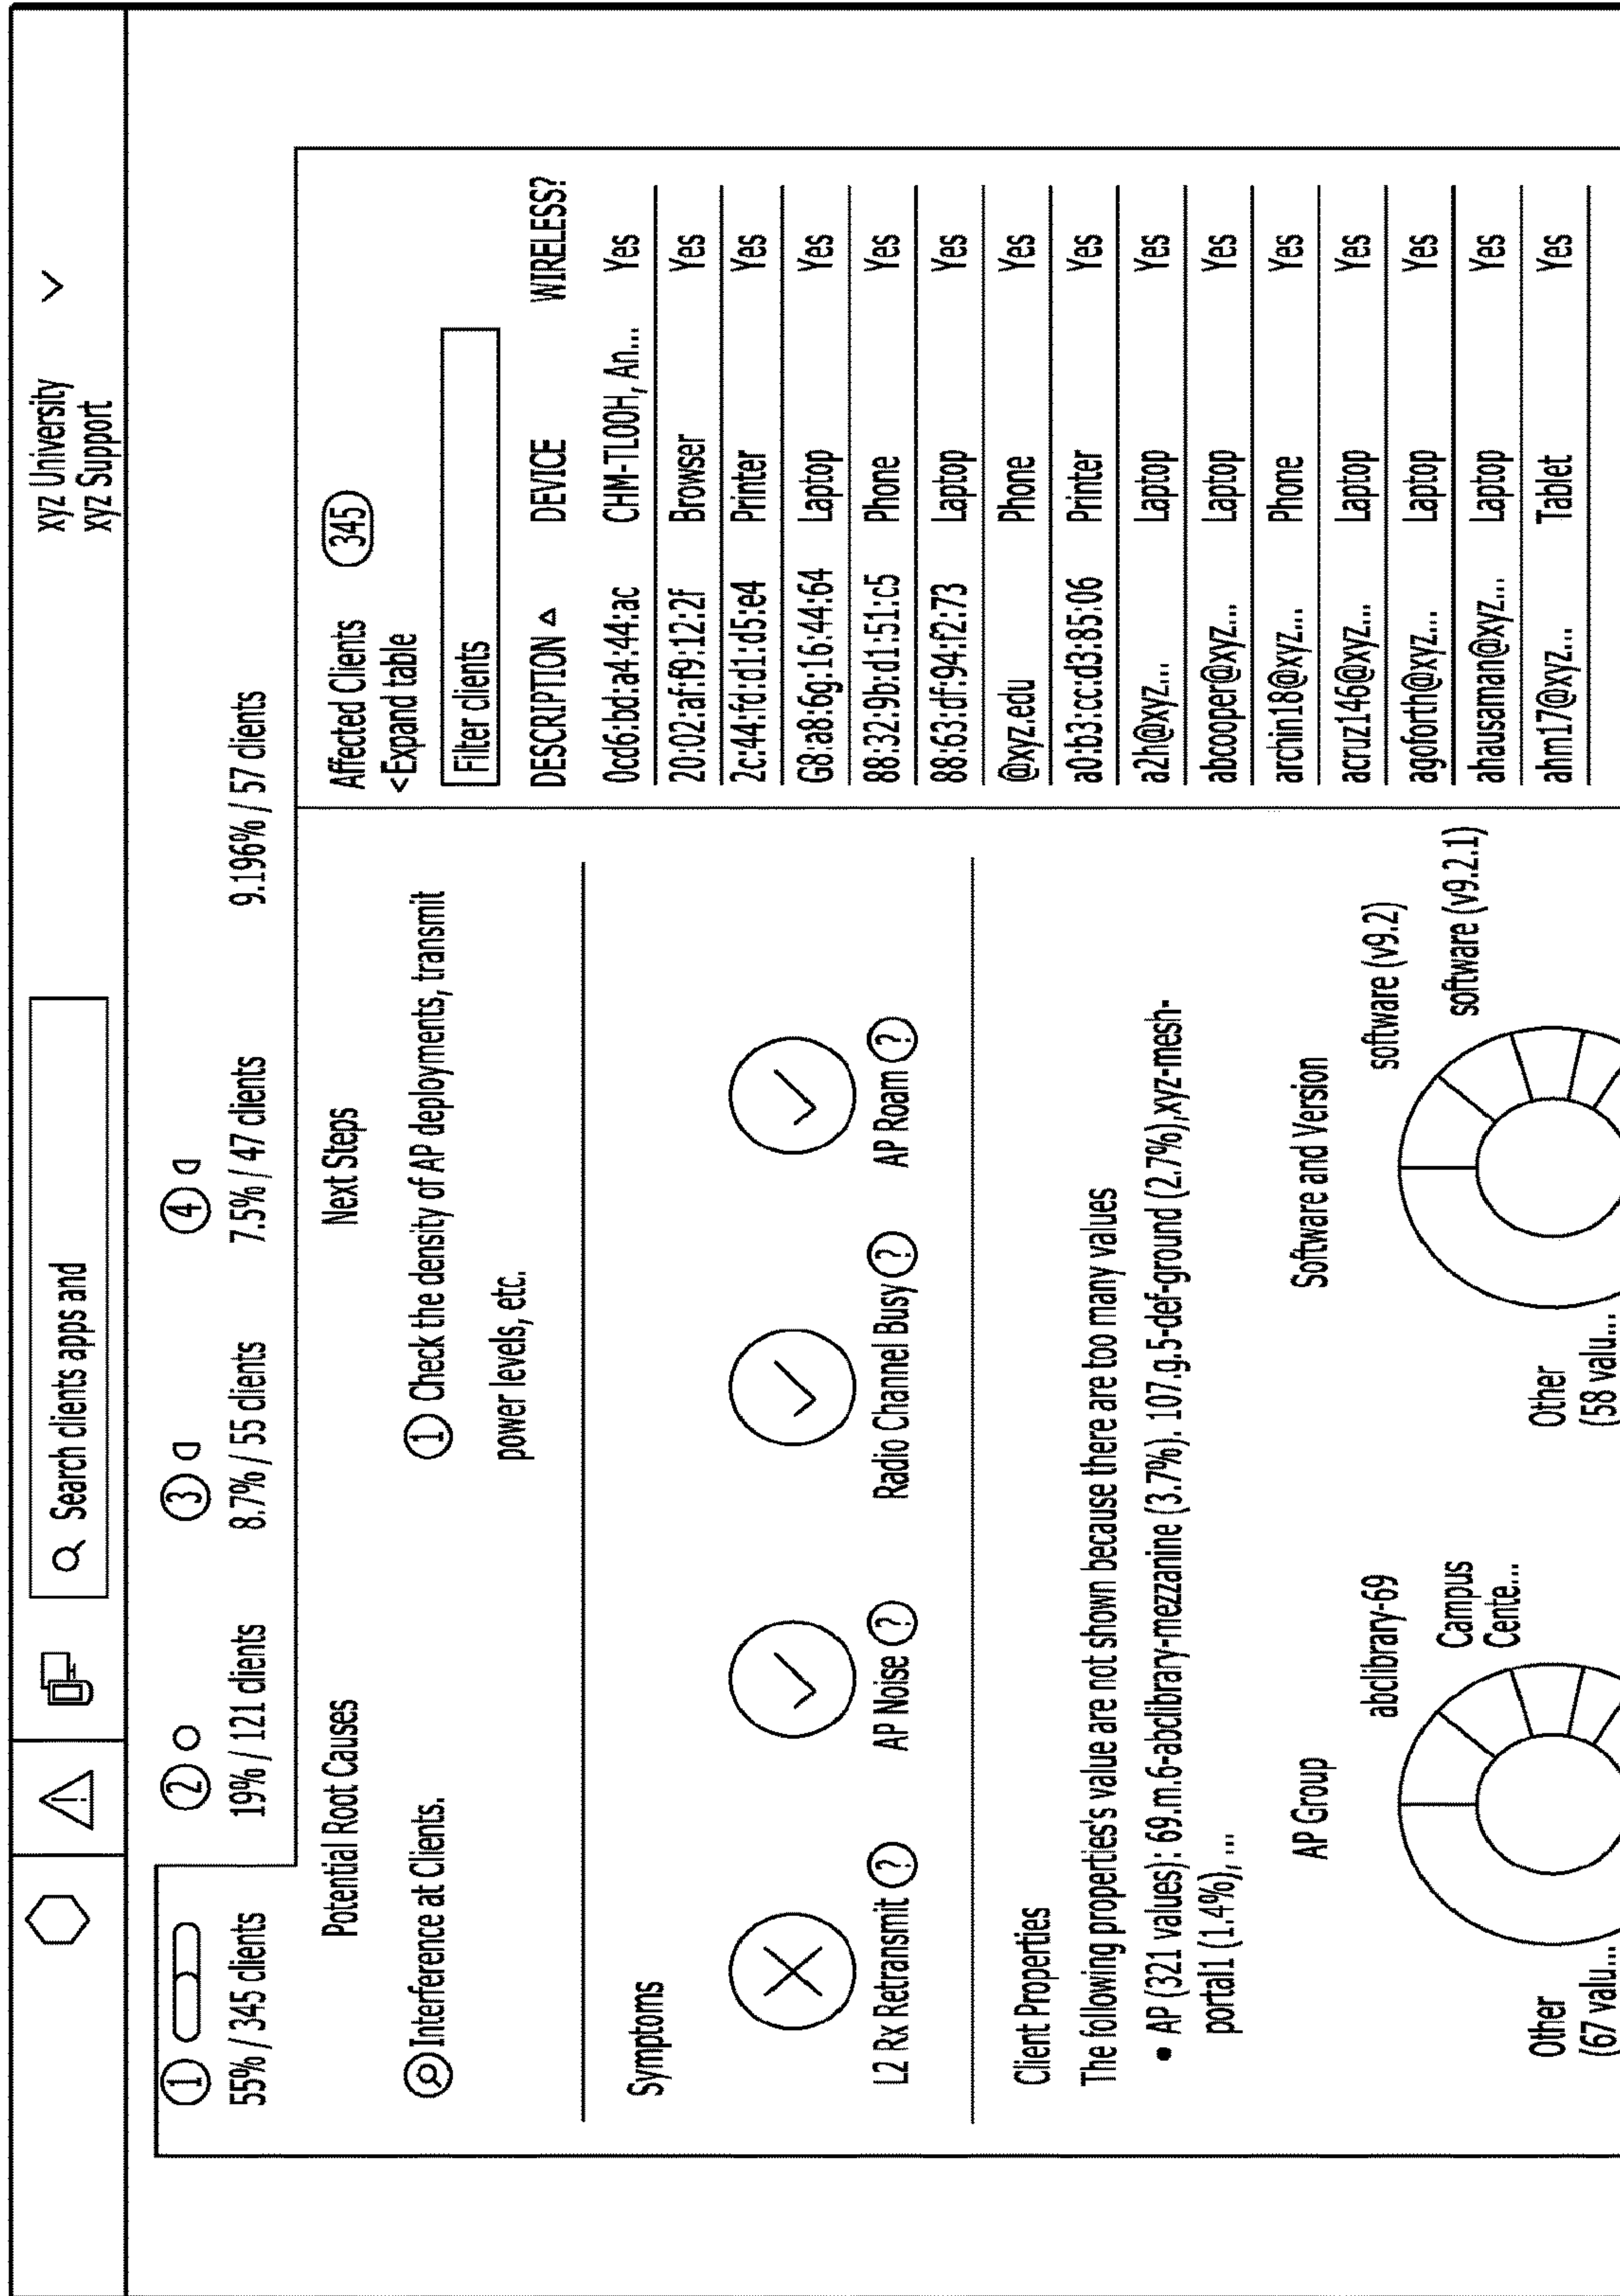 Search clients apps and
xyz University
xyz Support
1
2
3
4
55% / 345 clients
19% / 121 clients
8.7% / 55 clients
7.5% / 47 clients
9.196% / 57 clients
Potential Root Causes
Interference at Clients.
Next Steps
1 Check the density of AP deployments, transmit
power levels, etc.
Symptoms
L2 Rx Retransmit ?
AP Noise ?
Radio Channel Busy ?
AP Roam ?
Client Properties
The following properties's value are not shown because there are too many values
• AP (321 values): 69.m.6-abclibrary-mezzanine (3.7%). 107.g.5-def-ground (2.7%),xyz-mesh-
portal1 (1.4%), ...
AP Group
abclibrary-69
Campus
Cente...
Other
(67 valu...
Software and Version
software (v9.2)
software (v9.2.1)
Other
(58 valu...
Affected Clients 345
<Expand table
Filter clients
DESCRIPTION DEVICE WIRELESS?
0cd6:bd:a4:44:ac CHM-TL00H, An... Yes
20:02:af:f9:12:2f Browser Yes
2c:44:fd:d1:d5:e4 Printer Yes
G8:a8:6g:16:44:64 Laptop Yes
88:32:9b:d1:51:c5 Phone Yes
88:63:df:94:f2:73 Laptop Yes
@xyz.edu Phone Yes
a0:b3:cc:d3:85:06 Printer Yes
a2h@xyz... Laptop Yes
abcooper@xyz... Laptop Yes
archin18@xyz... Phone Yes
acruz146@xyz... Laptop Yes
agoforth@xyz... Laptop Yes
ahausaman@xyz... Laptop Yes
ahm17@xyz... Tablet Yes